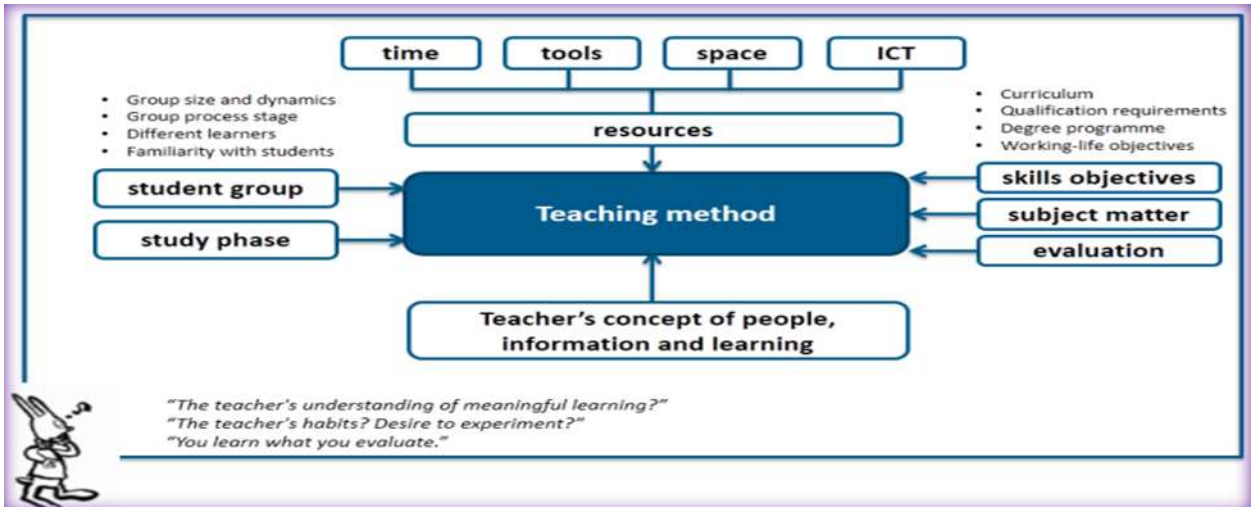 time
tools
space
ICT
• Group size and dynamics
• Group process stage
• Different learners
• Familiarity with students
resources
• Curriculum
• Qualification requirements
• Degree programme
• Working-life objectives
student group
study phase
Teaching method
skills objectives
subject matter
evaluation
Teacher's concept of people,
information and learning
"The teacher's understanding of meaningful learning?"
"The teacher's habits? Desire to experiment?"
"You learn what you evaluate."
?